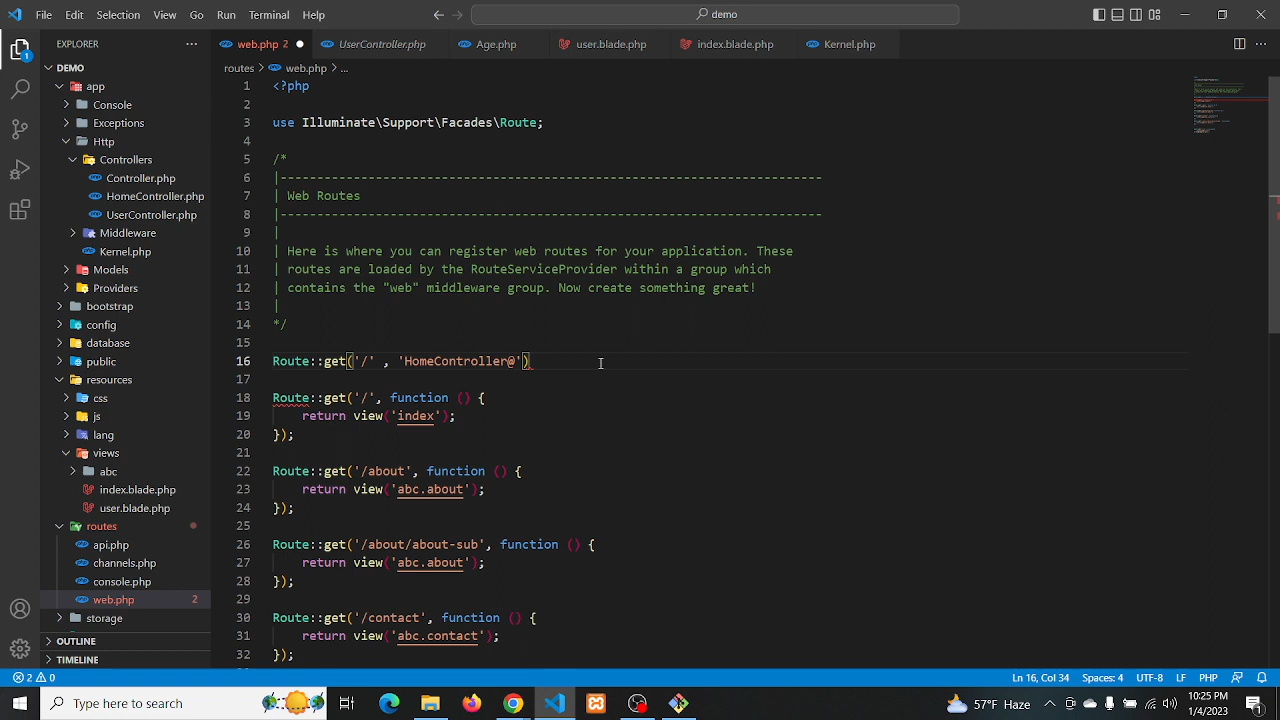 File Edit Selection View Go Run Terminal Help demo
EXPLORER
web.php 2 UserController.php Age.php user.blade.php index.blade.php Kernel.php
DEMO
routes > web.php > ...
app
Console
Exceptions
Http
Controllers
Controller.php
HomeController.php
UserController.php
Middleware
Kernel.php
Models
Providers
bootstrap
config
database
public
resources
css
js
lang
views
abc
index.blade.php
user.blade.php
routes
api.php
channels.php
console.php
web.php 2
storage
OUTLINE
TIMELINE
1 <?php
2
3 use Illuminate\Support\Facades\Route;
4
5 /*
6 |--------------------------------------------------------------------------
7 | Web Routes
8 |--------------------------------------------------------------------------
9 |
10 | Here is where you can register web routes for your application. These
11 | routes are loaded by the RouteServiceProvider within a group which
12 | contains the "web" middleware group. Now create something great!
13 |
14 */
15
16 Route::get('/' , 'HomeController@')
17
18 Route::get('/', function () {
19 return view('index');
20 });
21
22 Route::get('/about', function () {
23 return view('abc.about');
24 });
25
26 Route::get('/about/about-sub', function () {
27 return view('abc.about');
28 });
29
30 Route::get('/contact', function () {
31 return view('abc.contact');
32 });
1
2 0 Ln 16, Col 34 Spaces: 4 UTF-8 LF PHP
Type here to search 57°F Haze 10:25 PM
1/4/2023